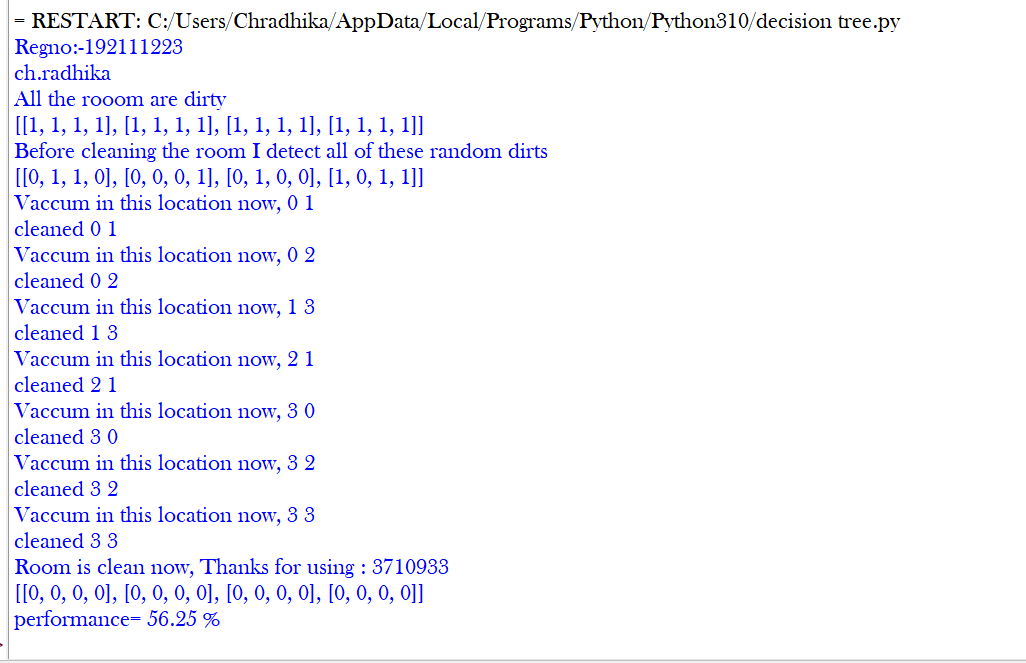 = RESTART: C:/Users/Chradhika/AppData/Local/Programs/Python/Python310/decision tree.py
Regno:-192111223
ch.radhika
All the rooom are dirty
[[1, 1, 1, 1], [1, 1, 1, 1], [1, 1, 1, 1], [1, 1, 1, 1]]
Before cleaning the room I detect all of these random dirts
[[0, 1, 1, 0], [0, 0, 0, 1], [0, 1, 0, 0], [1, 0, 1, 1]]
Vaccum in this location now, 0 1
cleaned 0 1
Vaccum in this location now, 0 2
cleaned 0 2
Vaccum in this location now, 1 3
cleaned 1 3
Vaccum in this location now, 2 1
cleaned 2 1
Vaccum in this location now, 3 0
cleaned 3 0
Vaccum in this location now, 3 2
cleaned 3 2
Vaccum in this location now, 3 3
cleaned 3 3
Room is clean now, Thanks for using : 3710933
[[0, 0, 0, 0], [0, 0, 0, 0], [0, 0, 0, 0], [0, 0, 0, 0]]
performance= 56.25 %